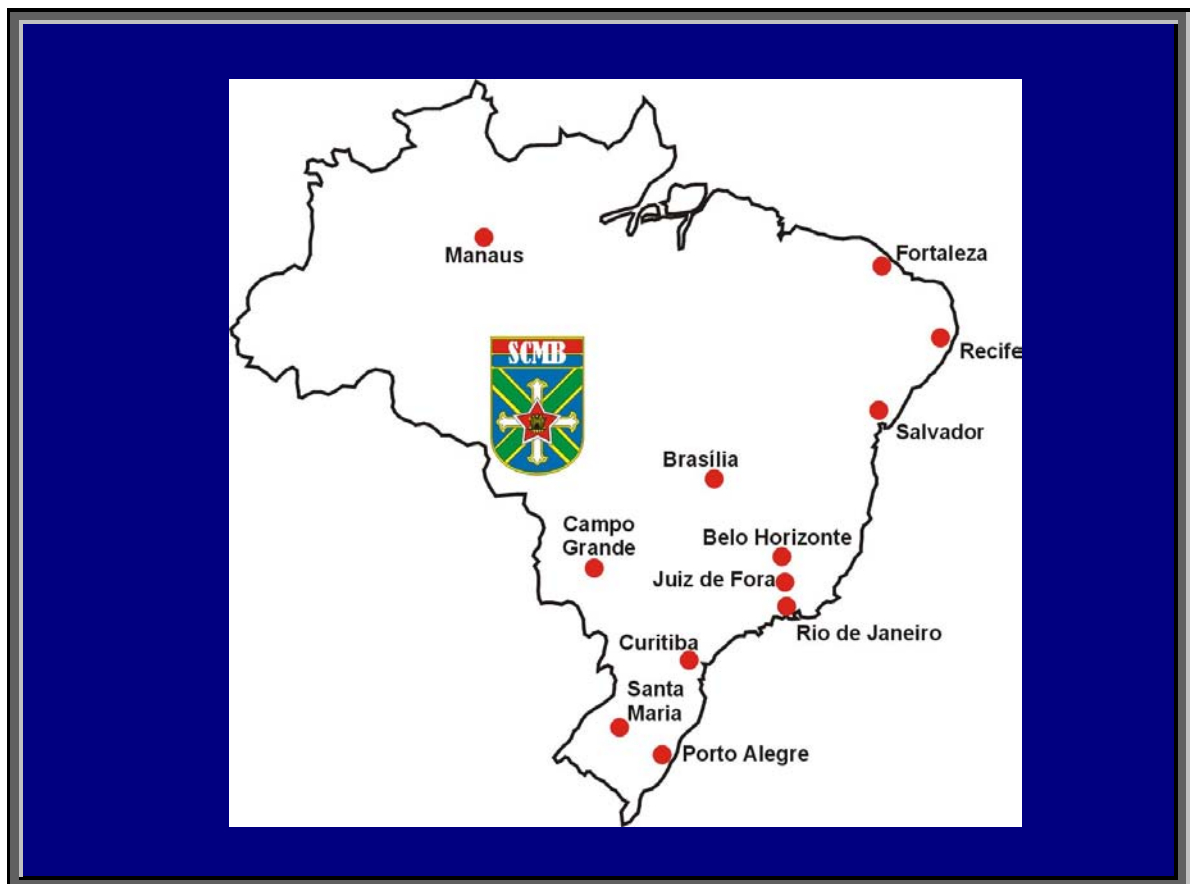 Manaus
Fortaleza
SCMB
Recife
Salvador
Brasília
Campo
Grande
Belo Horizonte
Juiz de Fora
Rio de Janeiro
Curitiba
Santa
Maria
Porto Alegre